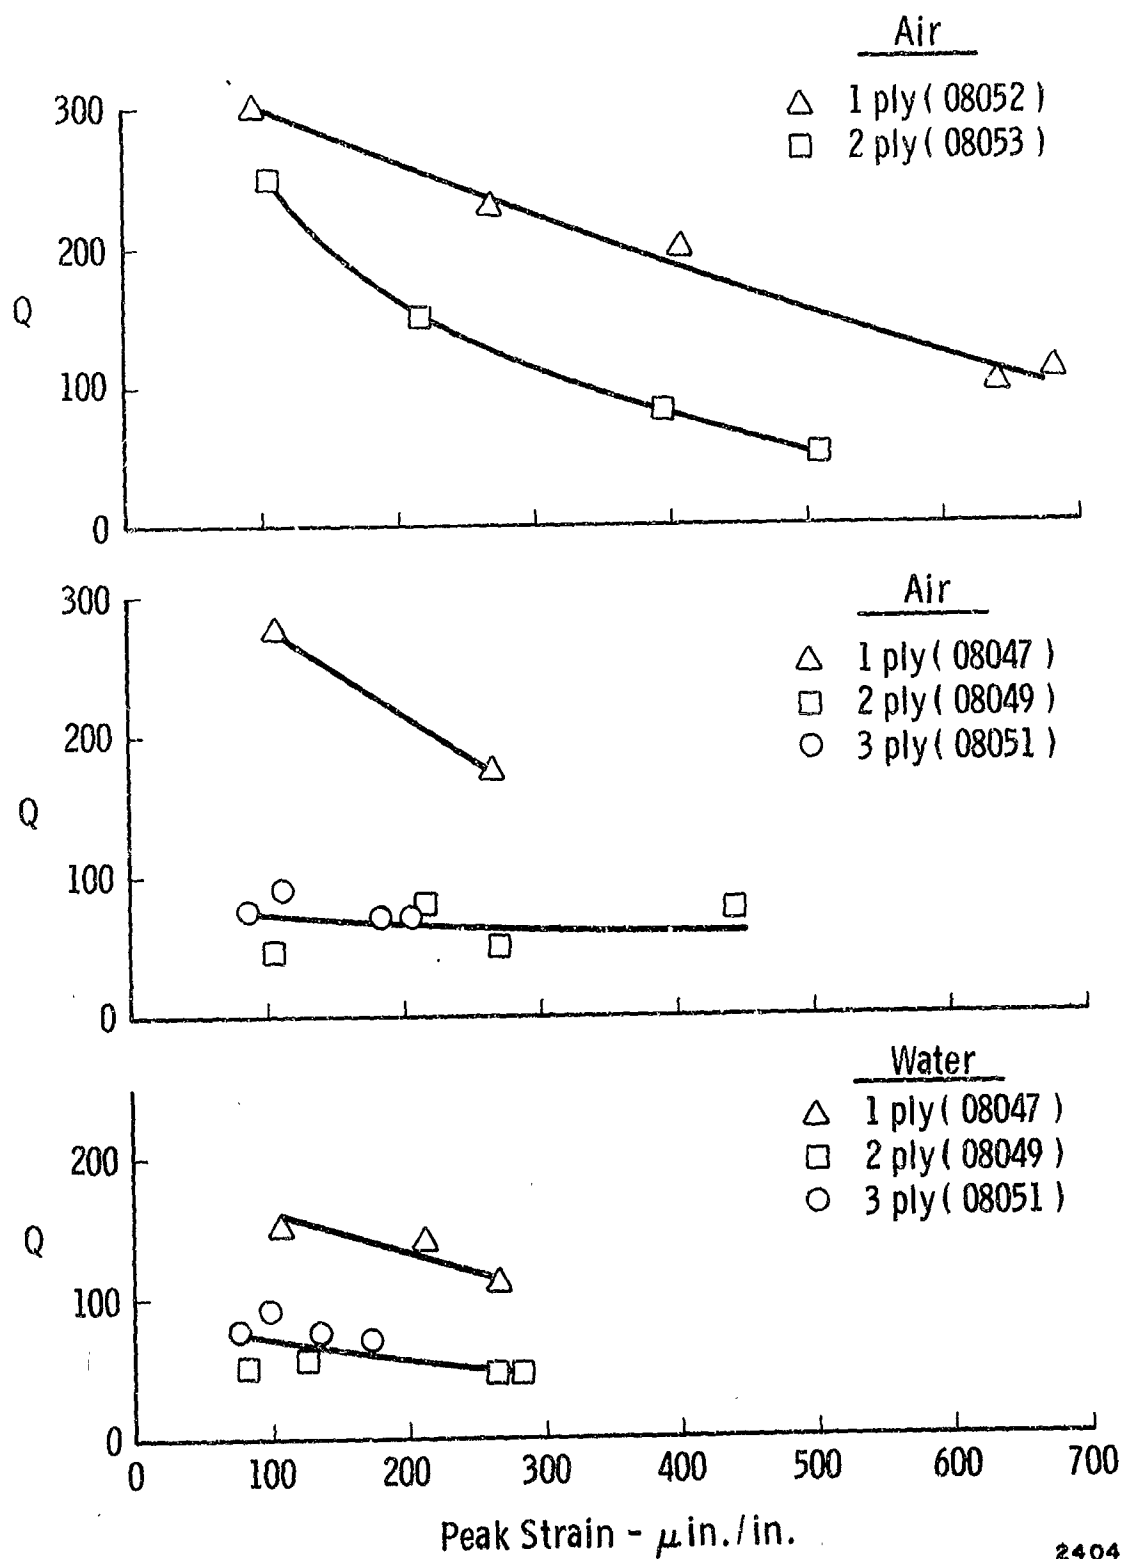 Air
△ 1 ply ( 08052 )
□ 2 ply ( 08053 )
300
200
Q
100
0
Air
△ 1 ply ( 08047 )
□ 2 ply ( 08049 )
○ 3 ply ( 08051 )
300
200
Q
100
0
Water
△ 1 ply ( 08047 )
□ 2 ply ( 08049 )
○ 3 ply ( 08051 )
200
Q
100
0
0 100 200 300 400 500 600 700
Peak Strain - μ in. / in.
2404